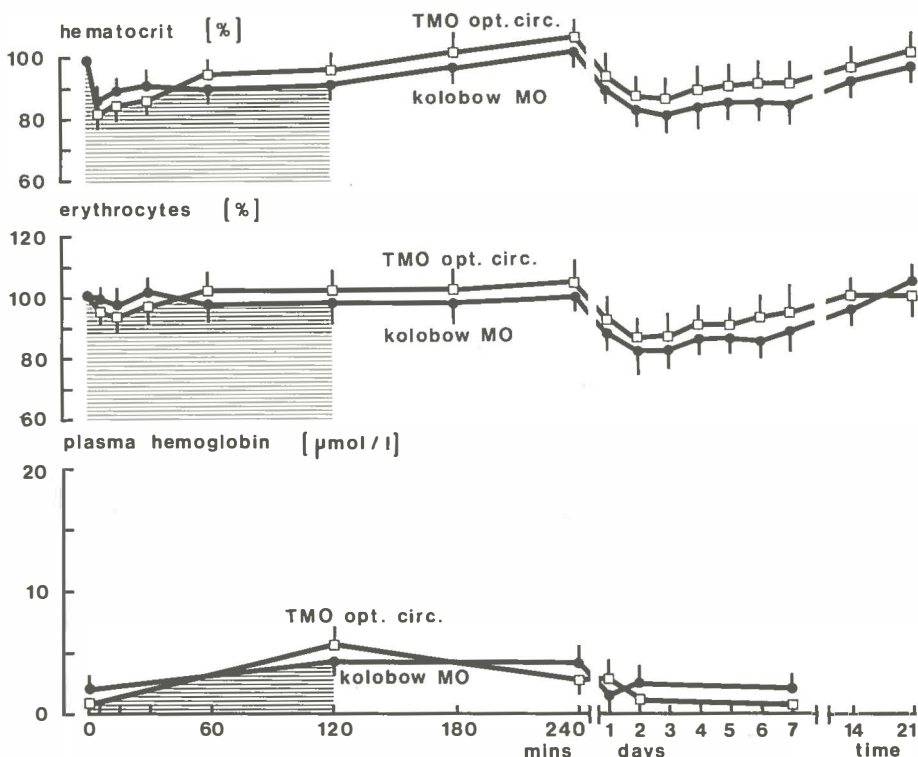 hematocrit [%]
TMO opt. circ.
100
80
60
kolobow MO
erythrocytes [%]
120
100
80
60
TMO opt. circ.
kolobow MO
plasma hemoglobin [µmol/l]
20
10
0
TMO opt. circ.
kolobow MO
0 60 120 180 240 1 2 3 4 5 6 7 14 21
mins days time